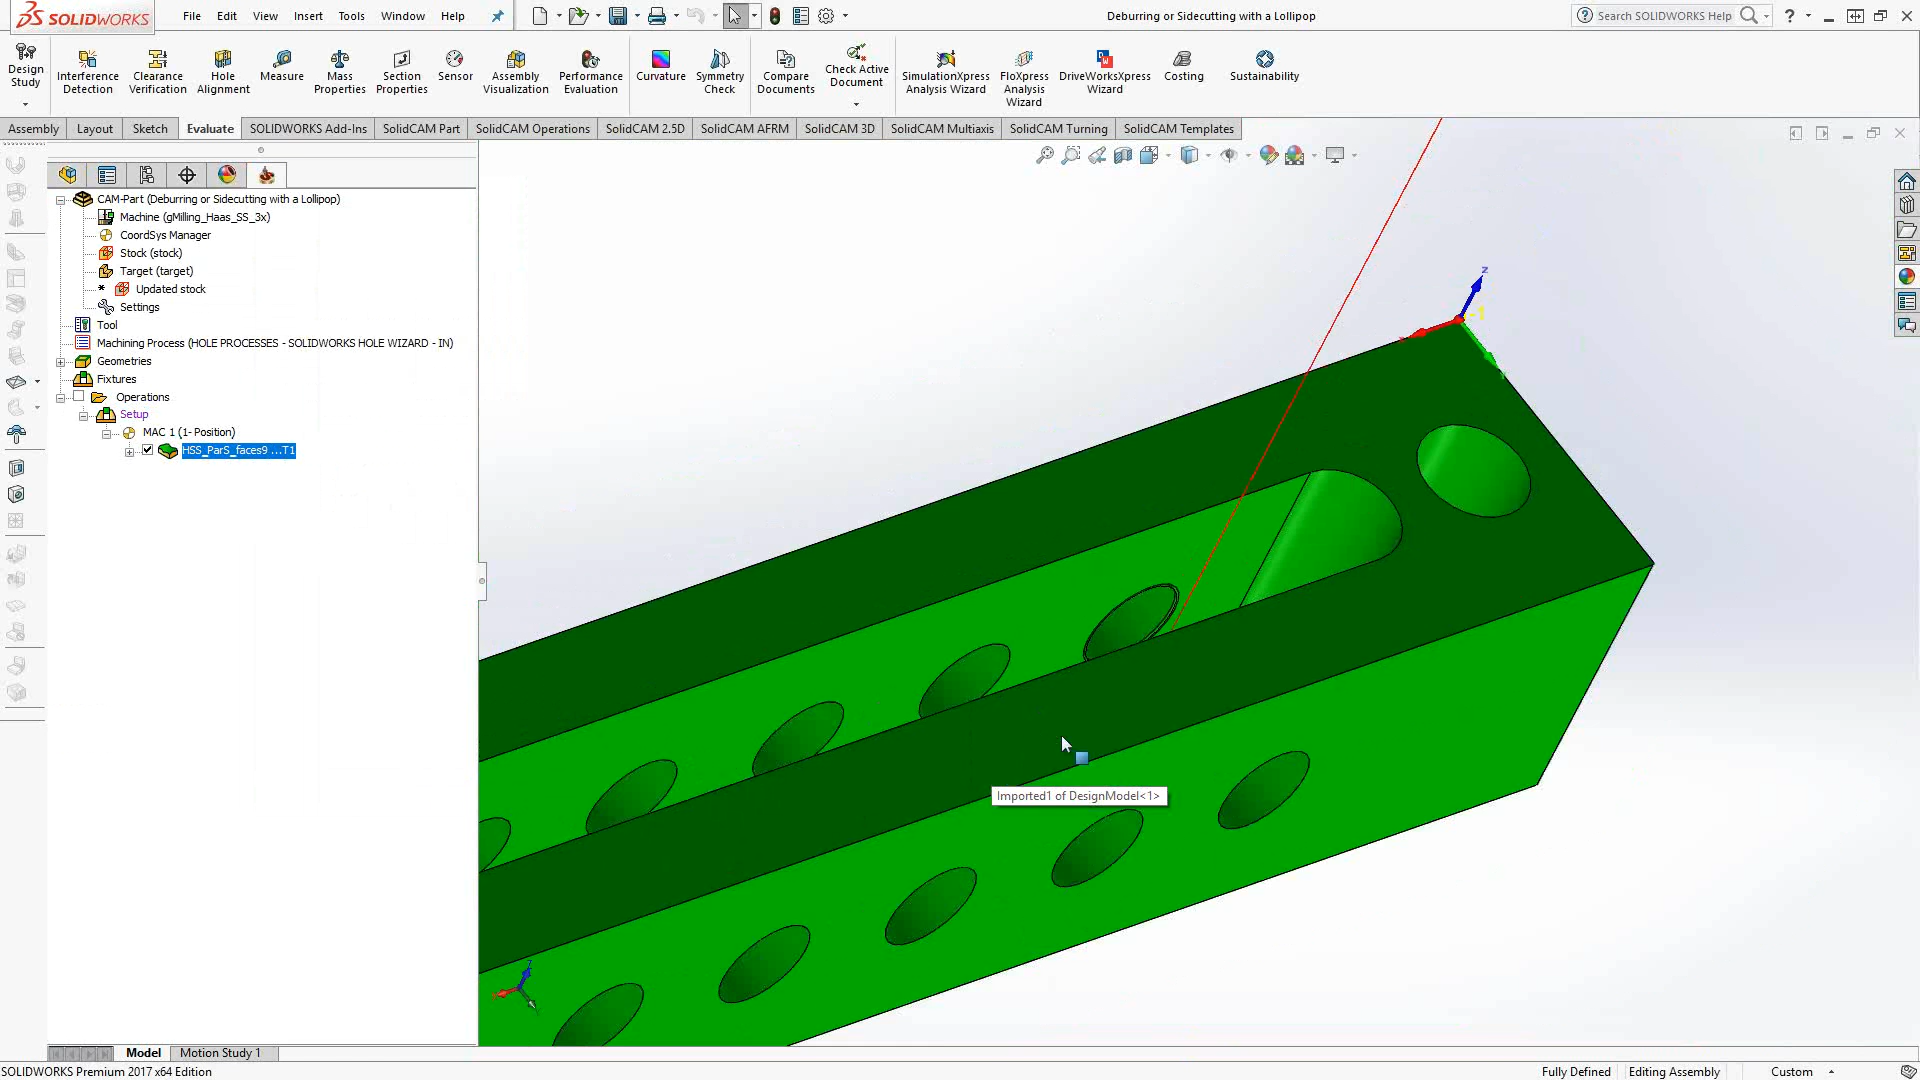 SOLIDWORKS
File Edit View Insert Tools Window Help
Deburring or Sidecutting with a Lollipop
Search SOLIDWORKS Help
Design Study
Interference Detection
Clearance Verification
Hole Alignment
Measure
Mass Properties
Section Properties
Sensor
Assembly Visualization
Performance Evaluation
Curvature
Symmetry Check
Compare Documents
Check Active Document
SimulationXpress Analysis Wizard
FloXpress Analysis Wizard
DriveWorksXpress Wizard
Costing
Sustainability
Assembly Layout Sketch Evaluate SOLIDWORKS Add-Ins SolidCAM Part SolidCAM Operations SolidCAM 2.5D SolidCAM AFRM SolidCAM 3D SolidCAM Multiaxis SolidCAM Turning SolidCAM Templates
CAM-Part (Deburring or Sidecutting with a Lollipop)
Machine (gMilling_Haas_SS_3x)
CoordSys Manager
Stock (stock)
Target (target)
* Updated stock
Settings
Tool
Machining Process (HOLE PROCESSES - SOLIDWORKS HOLE WIZARD - IN)
Geometries
Fixtures
Operations
Setup
MAC 1 (1- Position)
HSS_ParS_faces9 ...T1
Z
Imported1 of DesignModel<1>
Model Motion Study 1
SOLIDWORKS Premium 2017 x64 Edition
Fully Defined Editing Assembly Custom